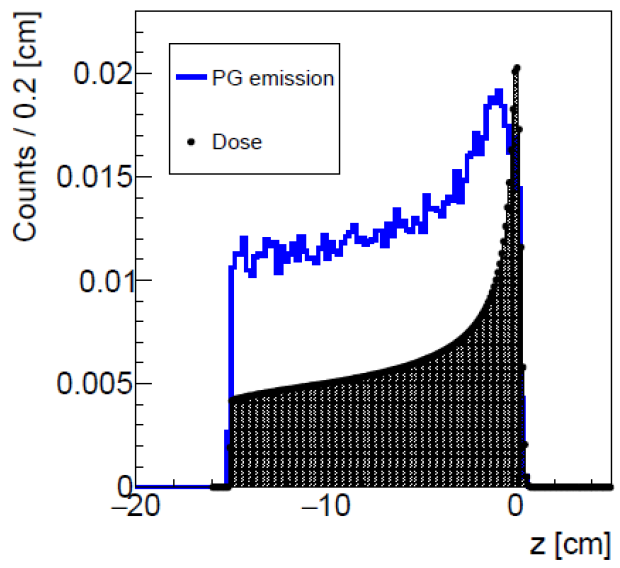 Counts / 0.2 [cm]
0.02
0.015
0.01
0.005
0
PG emission
Dose
−20
−10
0
z [cm]